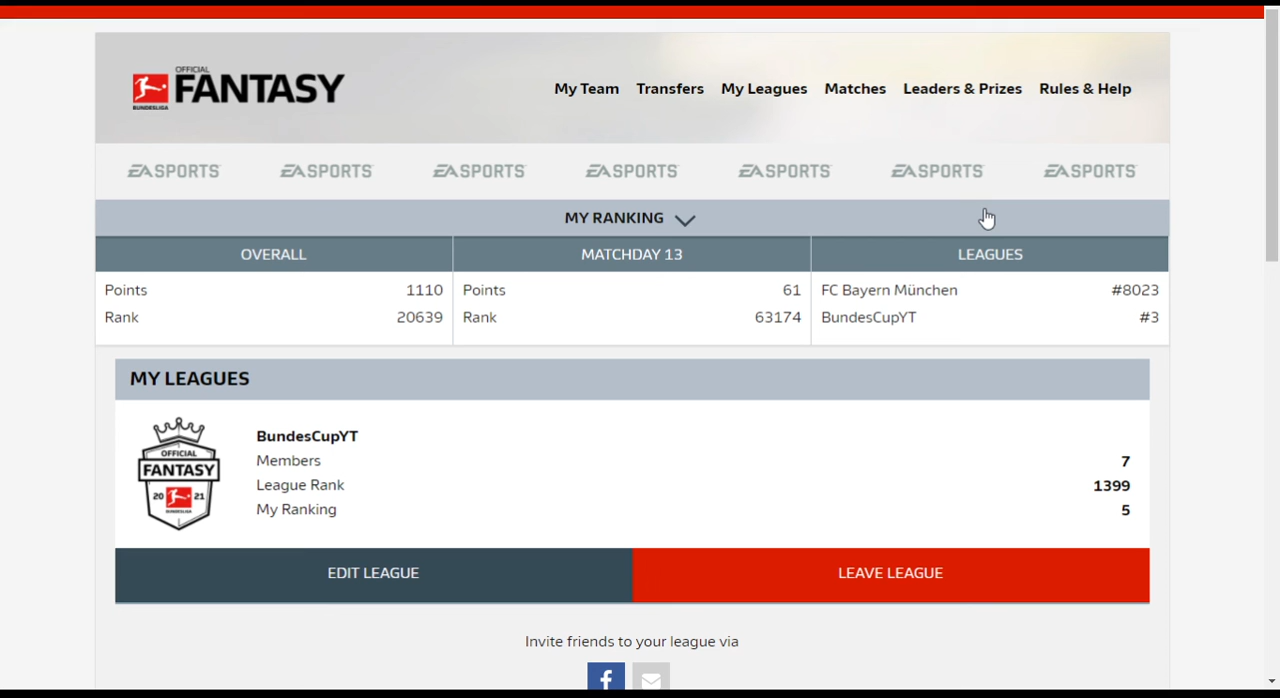 OFFICIAL
FANTASY
BUNDESLIGA
My Team Transfers My Leagues Matches Leaders & Prizes Rules & Help
EA SPORTS EA SPORTS EA SPORTS EA SPORTS EA SPORTS EA SPORTS EA SPORTS
MY RANKING
OVERALL MATCHDAY 13 LEAGUES
Points 1110 Points 61 FC Bayern München #8023
Rank 20639 Rank 63174 BundesCupYT #3
MY LEAGUES
OFFICIAL
FANTASY
20 21
BUNDESLIGA
BundesCupYT
Members 7
League Rank 1399
My Ranking 5
EDIT LEAGUE LEAVE LEAGUE
Invite friends to your league via
f